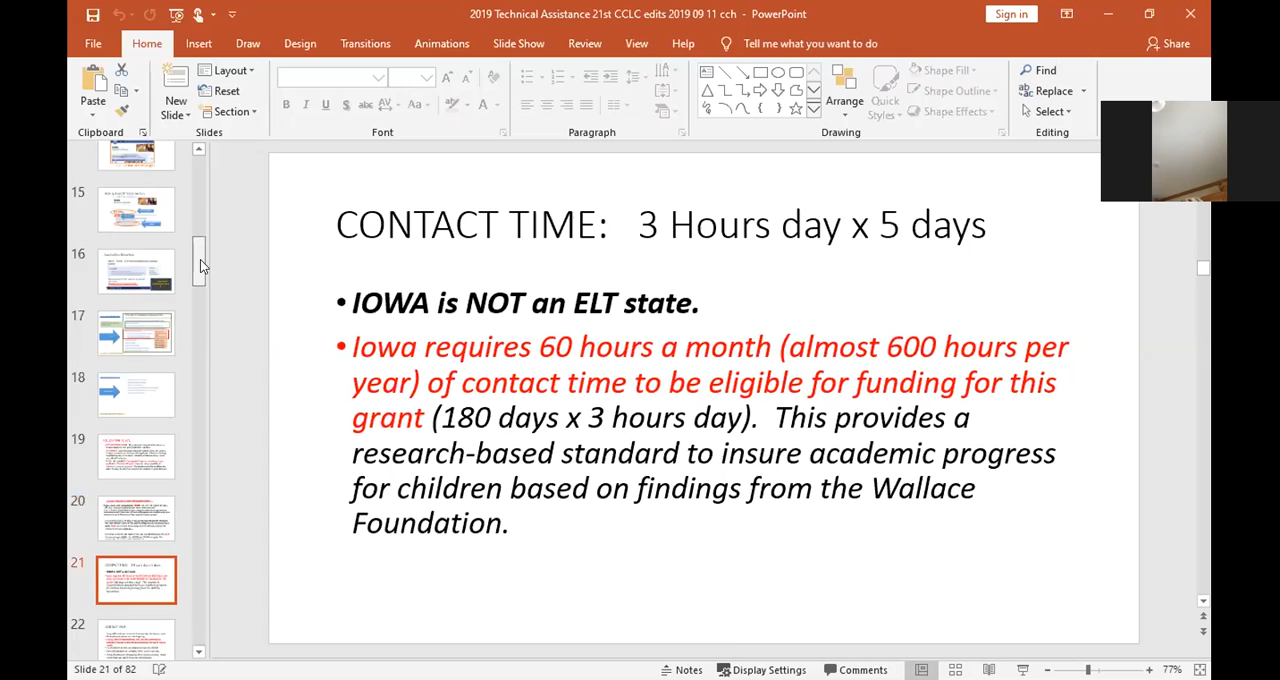 2019 Technical Assistance 21st CCLC edits 2019 09 11 cch - PowerPoint
Sign in
File Home Insert Draw Design Transitions Animations Slide Show Review View Help Tell me what you want to do Share
Paste
Clipboard
New
Slide
Layout
Reset
Section
Slides
Font
Paragraph
Arrange
Quick
Styles
Shape Fill
Shape Outline
Shape Effects
Drawing
Find
Replace
Select
Editing
15
16
17
18
19
20
21
22
CONTACT TIME: 3 Hours day x 5 days
• IOWA is NOT an ELT state.
• Iowa requires 60 hours a month (almost 600 hours per
year) of contact time to be eligible for funding for this
grant (180 days x 3 hours day). This provides a
research-based standard to insure academic progress
for children based on findings from the Wallace
Foundation.
Slide 21 of 82 Notes Display Settings Comments 77%